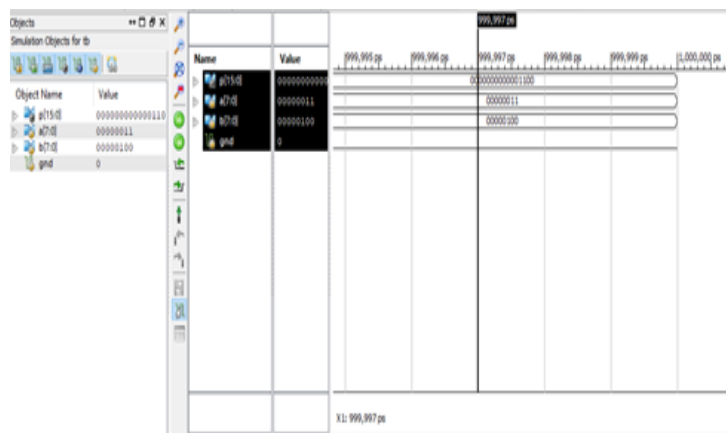 Objects
Simulation Objects for tb
Object Name Value
p[15:0] 000000000000110
a[7:0] 00000011
b[7:0] 00000100
gnd 0
Name Value
p[15:0] 00000000000
a[7:0] 00000011
b[7:0] 00000100
gnd 0
999,997 ps
999,995 ps 999,996 ps 999,997 ps 999,998 ps 999,999 ps 1,000,000 ps
0000000000001100
00000011
00000100
X1: 999,997 ps